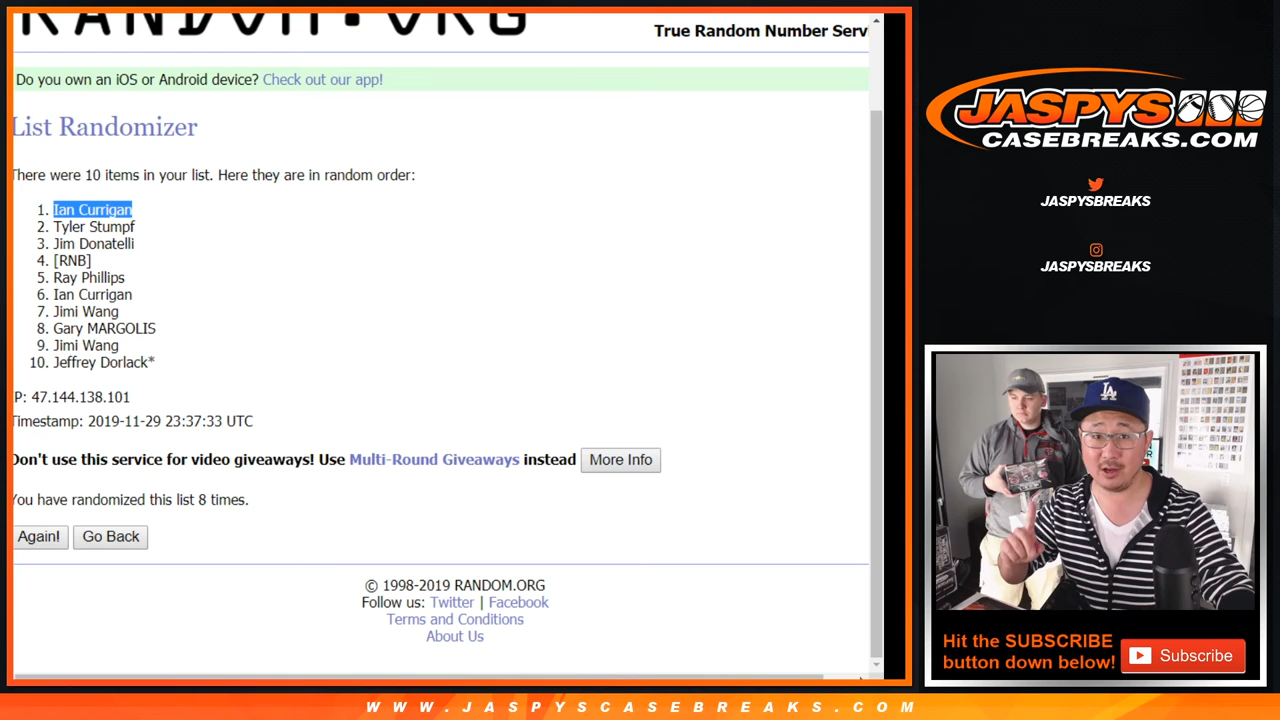 RANDOM.ORG
True Random Number Serv
Do you own an iOS or Android device? Check out our app!
List Randomizer
There were 10 items in your list. Here they are in random order:
1. Ian Currigan
2. Tyler Stumpf
3. Jim Donatelli
4. [RNB]
5. Ray Phillips
6. Ian Currigan
7. Jimi Wang
8. Gary MARGOLIS
9. Jimi Wang
10. Jeffrey Dorlack*
P: 47.144.138.101
Timestamp: 2019-11-29 23:37:33 UTC
Don't use this service for video giveaways! Use Multi-Round Giveaways instead More Info
You have randomized this list 8 times.
Again! Go Back
© 1998-2019 RANDOM.ORG
Follow us: Twitter | Facebook
Terms and Conditions
About Us
JASPYS
CASEBREAKS.COM
JASPYSBREAKS
JASPYSBREAKS
LA
Hit the SUBSCRIBE
button down below!
Subscribe
WWW.JASPYSCASEBREAKS.COM